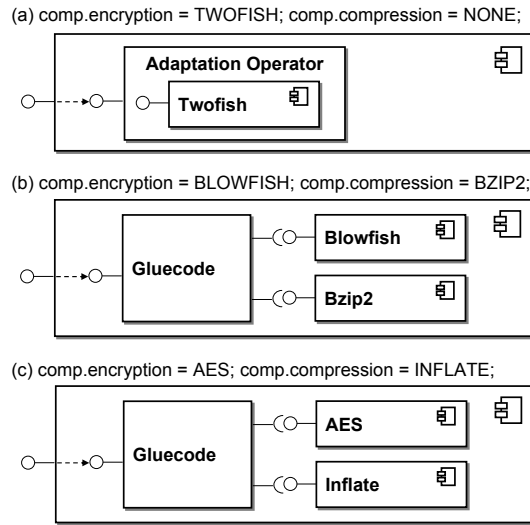 (a) comp.encryption = TWOFISH; comp.compression = NONE;
Adaptation Operator
Twofish
(b) comp.encryption = BLOWFISH; comp.compression = BZIP2;
Blowfish
Gluecode
Bzip2
(c) comp.encryption = AES; comp.compression = INFLATE;
AES
Gluecode
Inflate